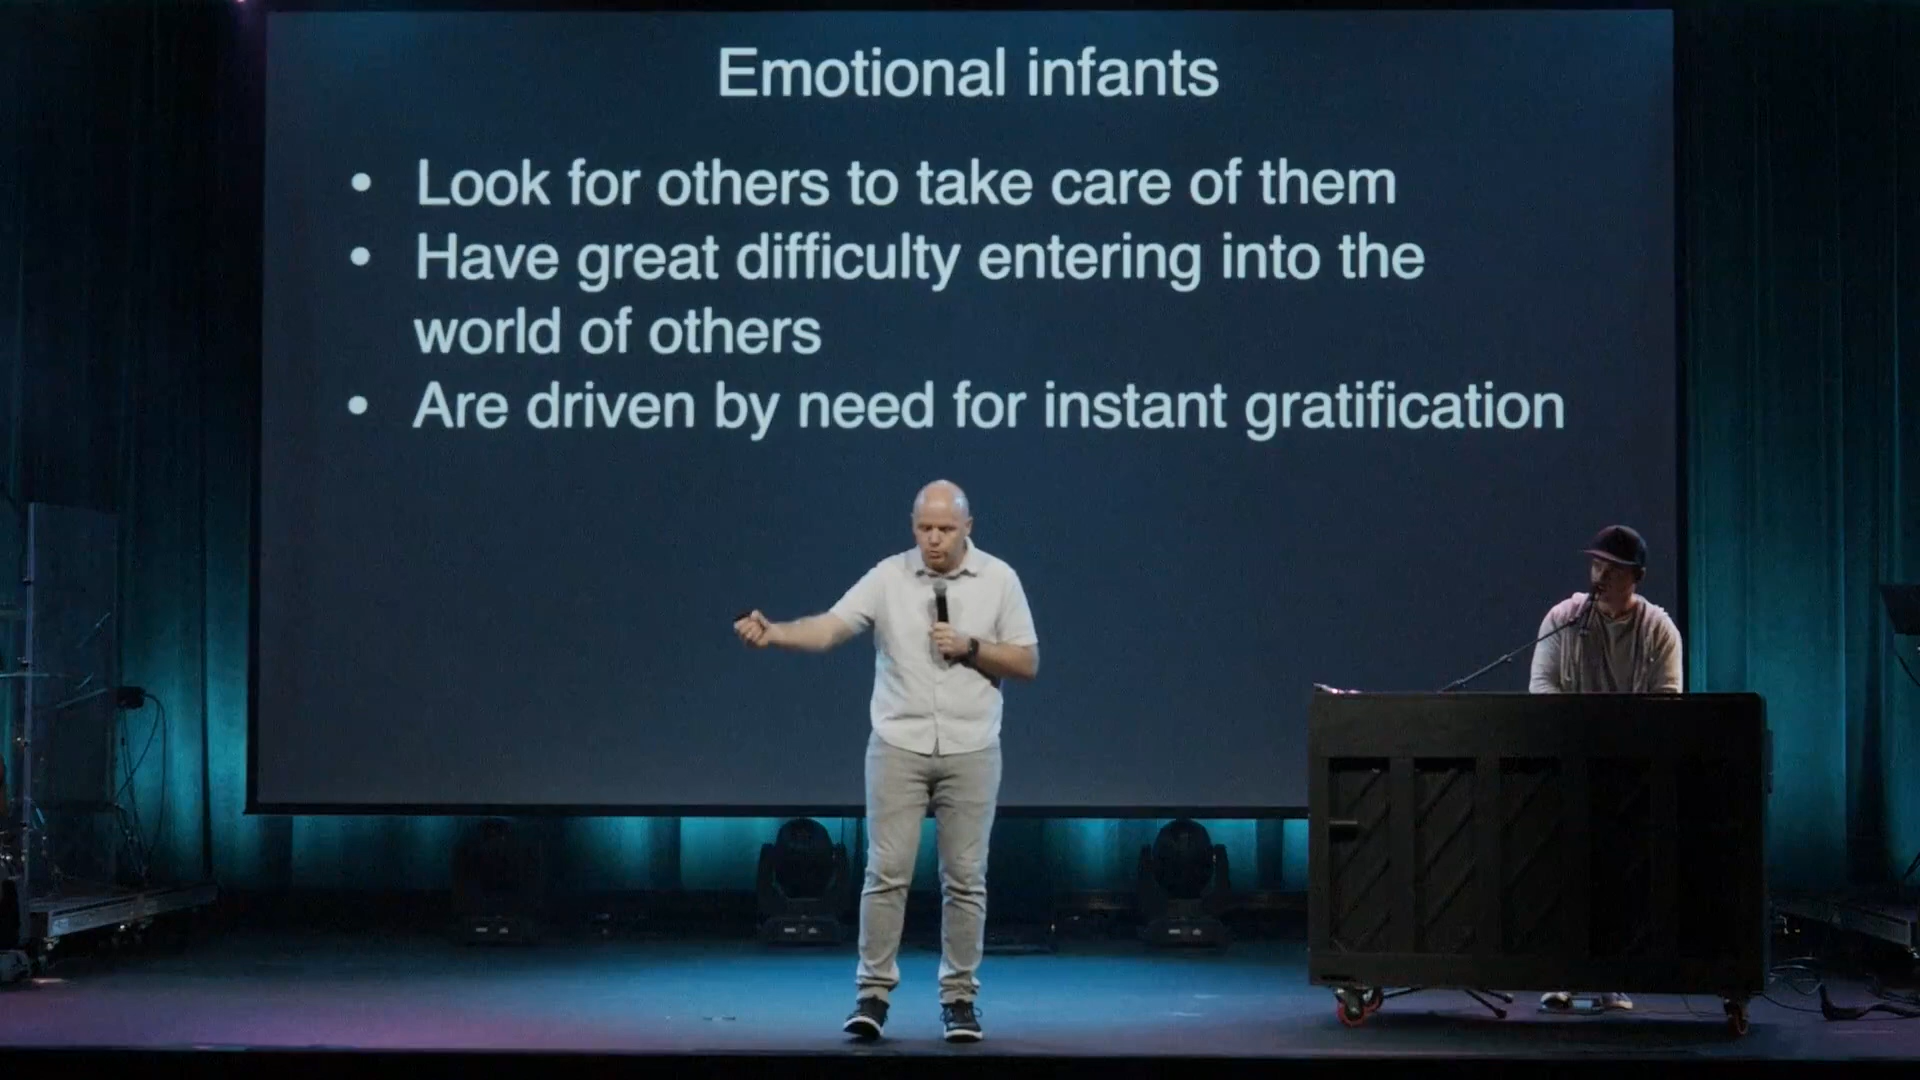 Emotional infants
• Look for others to take care of them
• Have great difficulty entering into the
world of others
• Are driven by need for instant gratification